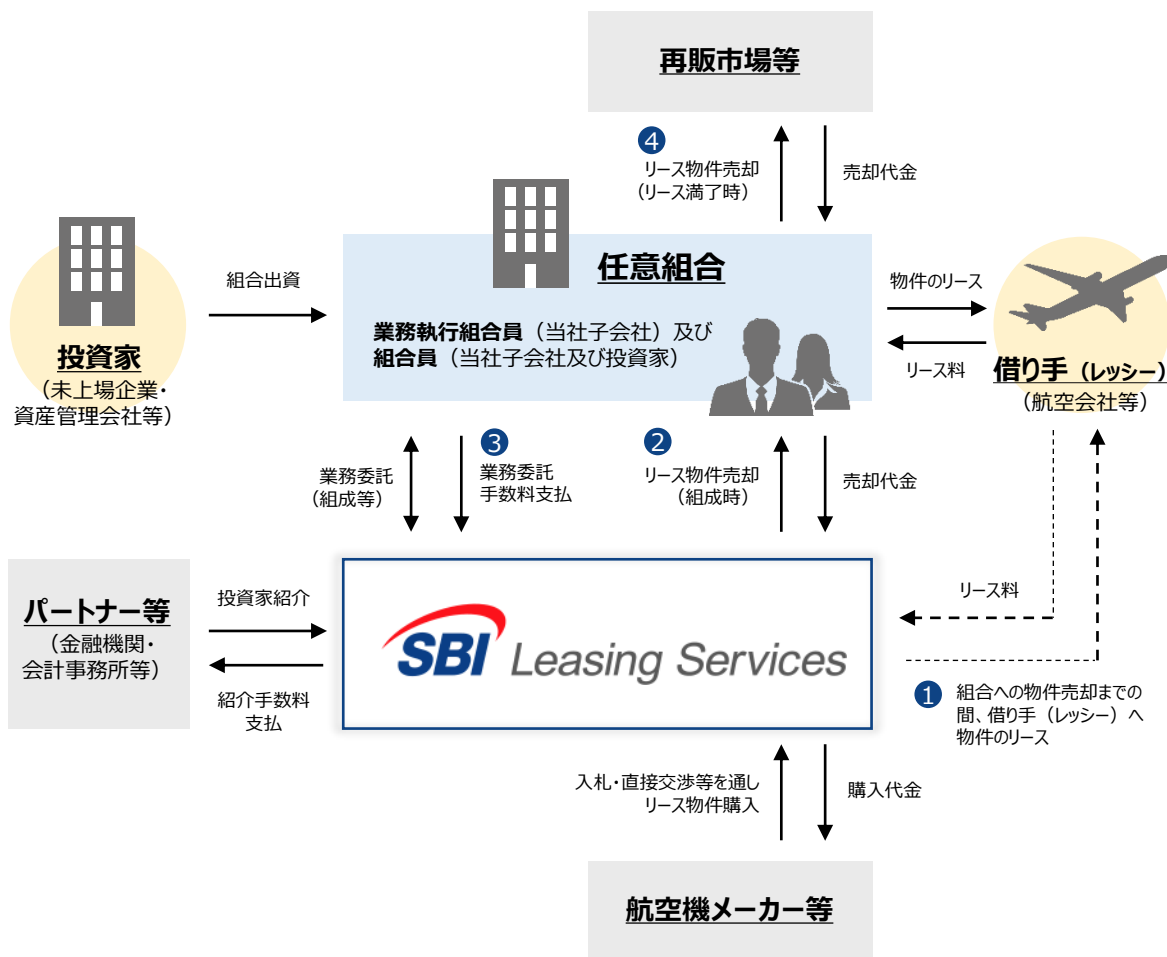 再販市場等
4
リース物件売却
(リース満了時)
売却代金
組合出資
任意組合
業務執行組合員（当社子会社）及び
組合員（当社子会社及び投資家）
物件のリース
リース料
投資家
（未上場企業・
資産管理会社等）
借り手（レッシー）
（航空会社等）
業務委託
（組成等）
3
業務委託
手数料支払
2
リース物件売却
(組成時)
売却代金
パートナー等
（金融機関・
会計事務所等）
投資家紹介
紹介手数料
支払
SBI Leasing Services
リース料
1
組合への物件売却までの
間、借り手（レッシー）へ
物件のリース
入札・直接交渉等を通し
リース物件購入
購入代金
航空機メーカー等